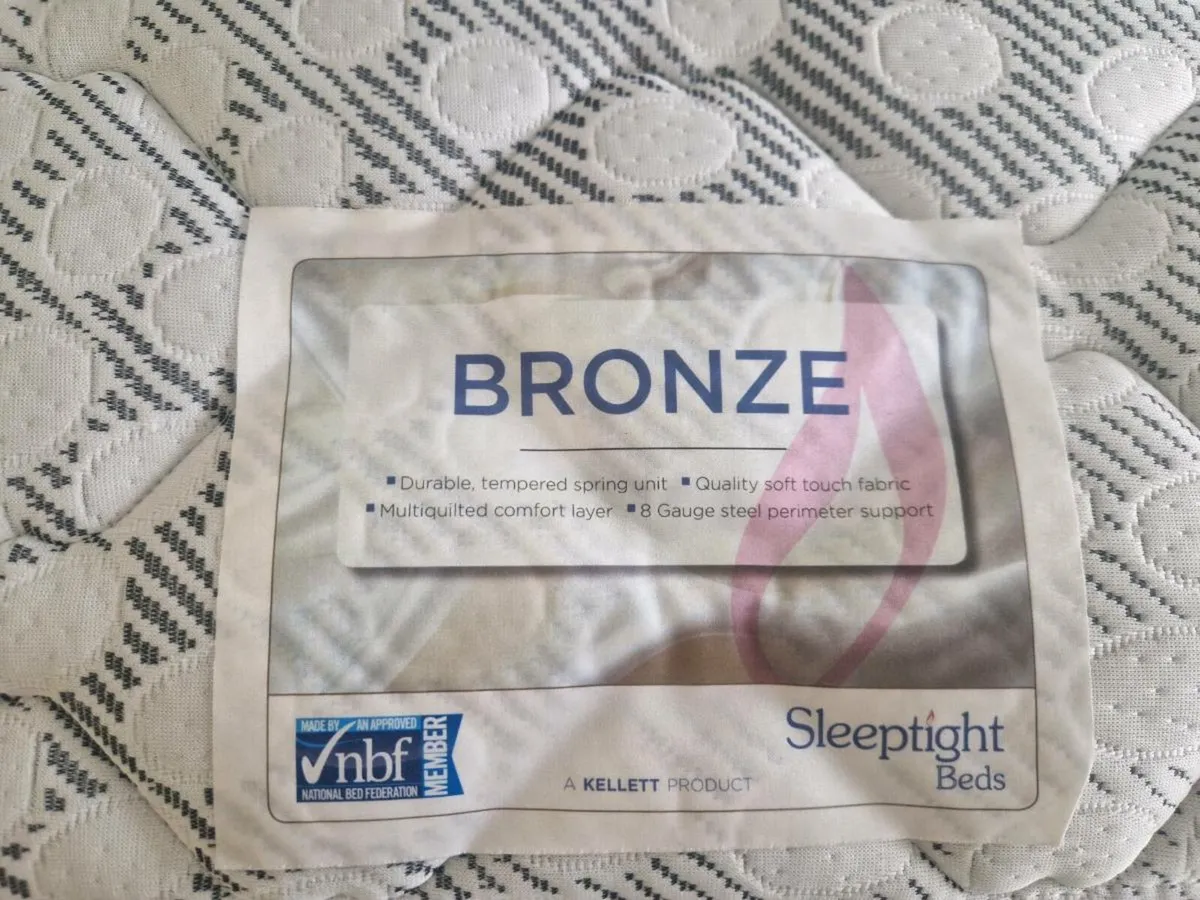 BRONZE
▪ Durable, tempered spring unit ▪ Quality soft touch fabric
▪ Multiquilted comfort layer ▪ 8 Gauge steel perimeter support
MADE BY AN APPROVED
nbf
MEMBER
NATIONAL BED FEDERATION
A KELLETT PRODUCT
Sleeptight
Beds